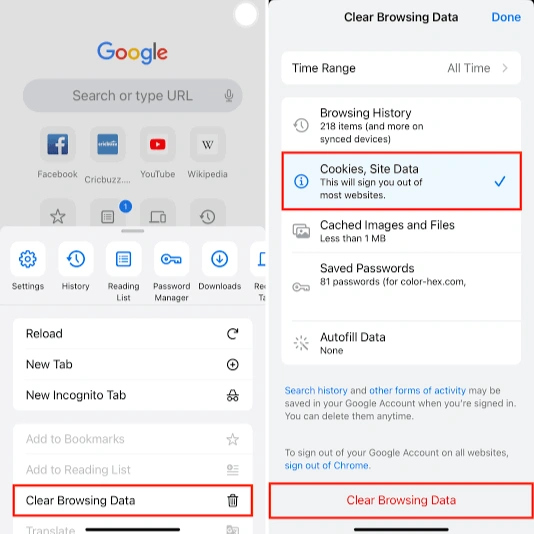 Google
Search or type URL
Facebook
Cricbuzz....
YouTube
W
Wikipedia
1
Settings
History
Reading
List
Password
Manager
Downloads
Re
Ta
Reload
New Tab
New Incognito Tab
Add to Bookmarks
Add to Reading List
Clear Browsing Data
Translate
Clear Browsing Data
Done
Time Range
All Time
Browsing History
218 items (and more on
synced devices)
Cookies, Site Data
This will sign you out of
most websites.
Cached Images and Files
Less than 1 MB
Saved Passwords
81 passwords (for color-hex.com,
Autofill Data
None
Search history and other forms of activity may be
saved in your Google Account when you're signed in.
You can delete them anytime.
To sign out of your Google Account on all websites,
sign out of Chrome.
Clear Browsing Data